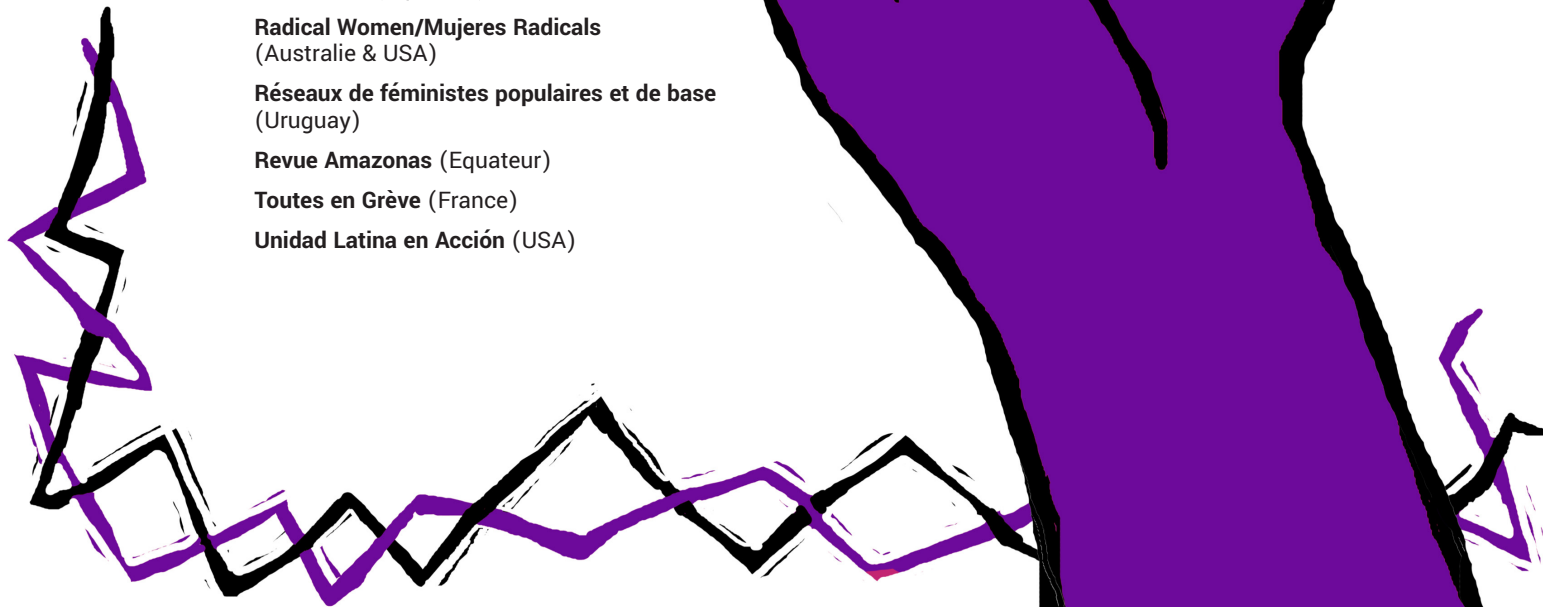 Radical Women/Mujeres Radicals
(Australie & USA)
Réseaux de féministes populaires et de base
(Uruguay)
Revue Amazonas (Equateur)
Toutes en Grève (France)
Unidad Latina en Acción (USA)